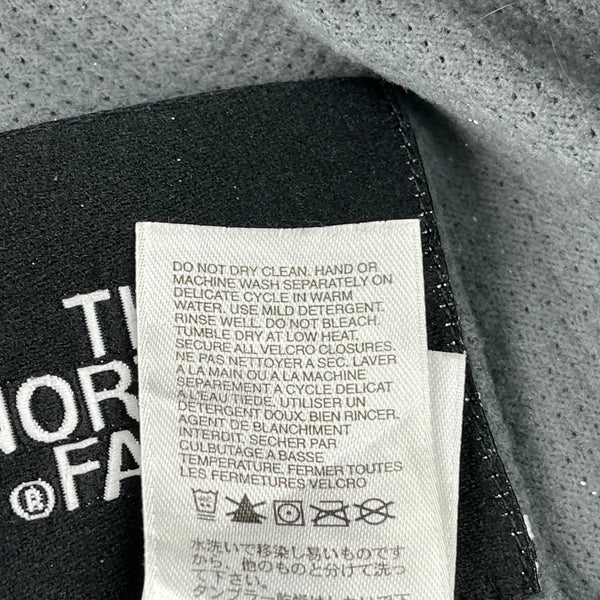 DO NOT DRY CLEAN. HAND OR
MACHINE WASH SEPARATELY ON
DELICATE CYCLE IN WARM
WATER. USE MILD DETERGENT.
RINSE WELL. DO NOT BLEACH.
TUMBLE DRY AT LOW HEAT.
SECURE ALL VELCRO CLOSURES.
NE PAS NETTOYER A SEC. LAVER
A LA MAIN OU A LA MACHINE
SEPAREMENT A CYCLE DELICAT
A L'EAU TIEDE. UTILISER UN
DETERGENT DOUX. BIEN RINCER.
AGENT DE BLANCHIMENT
INTERDIT. SECHER PAR
CULBUTAGE A BASSE
TEMPERATURE. FERMER TOUTES
LES FERMETURES VELCRO
水洗いで移染し易いものです
から、他のものと分けて洗っ
て下さい
®